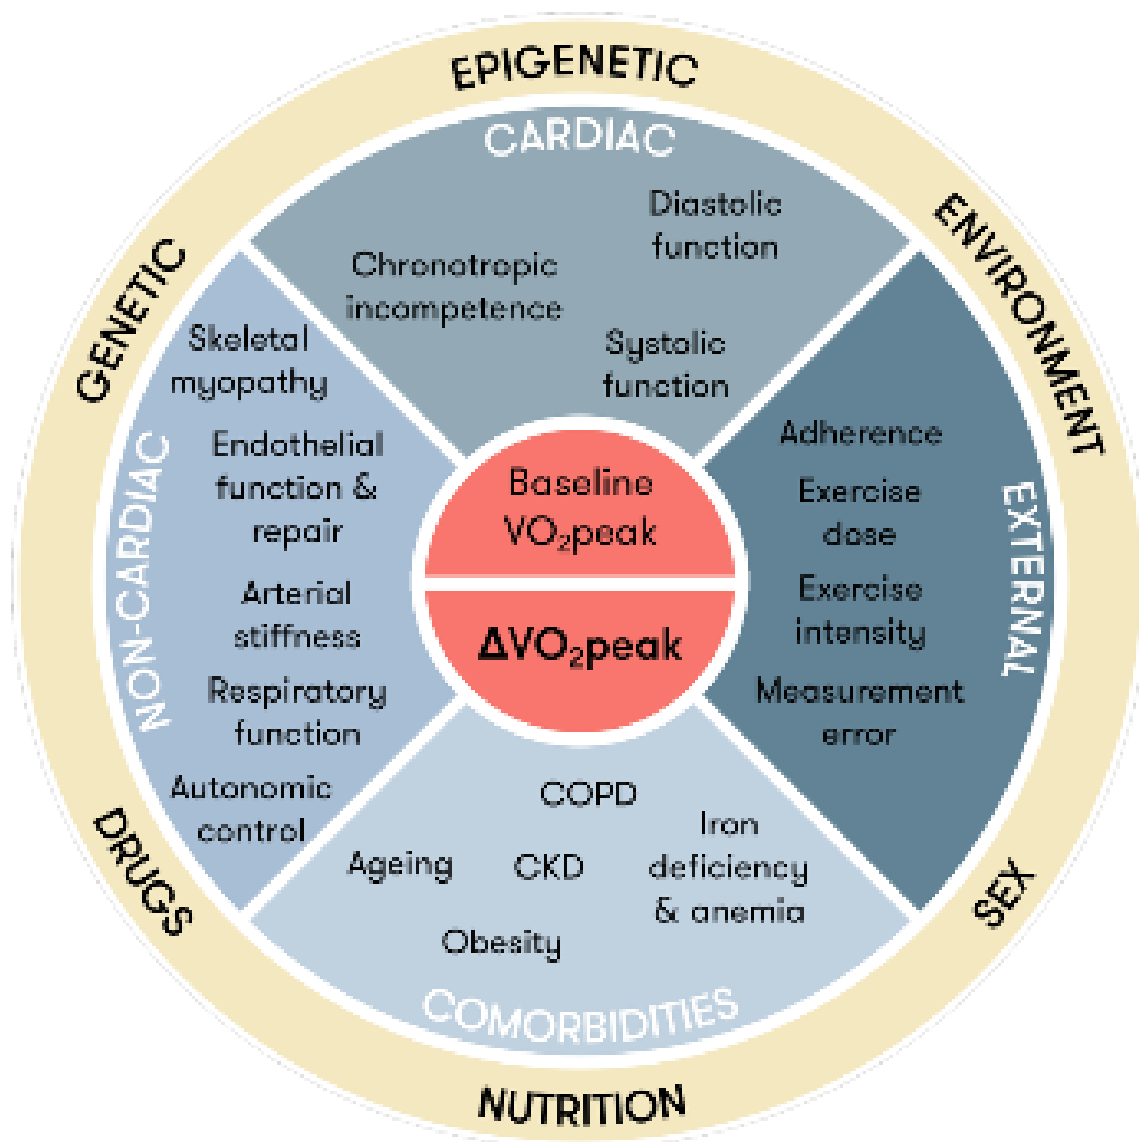 EPIGENETIC
CARDIAC
Diastolic
function
Chronotropic
incompetence
Systolic
function
ENVIRONMENT
EXTERNAL
Adherence
Exercise
dose
Exercise
intensity
Measurement
error
SEX
GENETIC
NON-CARDIAC
Skeletal
myopathy
Endothelial
function &
repair
Arterial
stiffness
Respiratory
function
Autonomic
control
DRUGS
Baseline
VO₂peak
ΔVO₂peak
COPD
Iron
deficiency
& anemia
Ageing
CKD
Obesity
COMORBIDITIES
NUTRITION